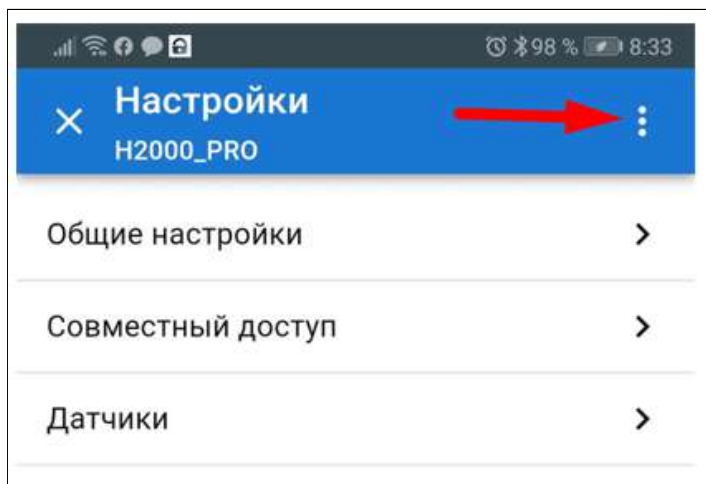 98 % 8:33
Настройки
H2000_PRO
Общие настройки
Совместный доступ
Датчики